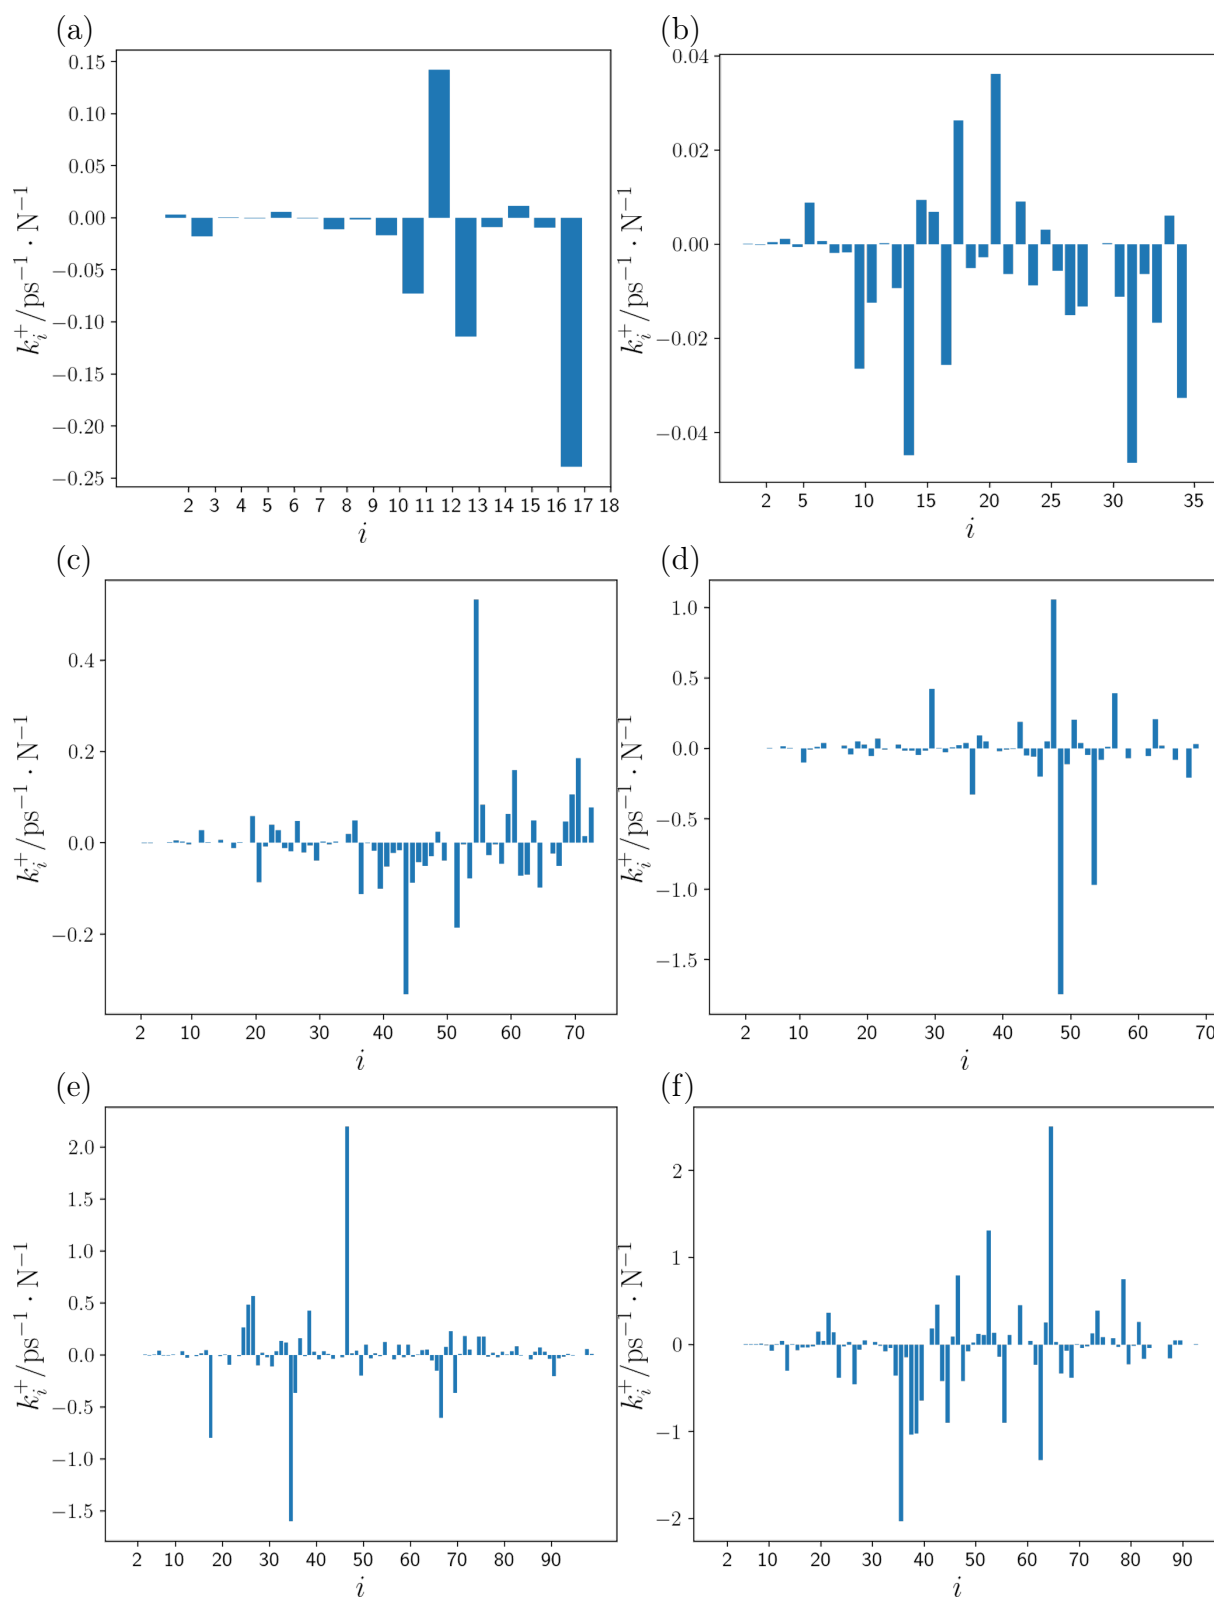 (a)
0.15
0.10
0.05
0.00
−0.05
−0.10
−0.15
−0.20
−0.25
k_i^+/ps^{−1} · N^{−1}
2 3 4 5 6 7 8 9 10 11 12 13 14 15 16 17 18
i
(b)
0.04
0.02
0.00
−0.02
−0.04
k_i^+/ps^{−1} · N^{−1}
2 5 10 15 20 25 30 35
i
(c)
0.4
0.2
0.0
−0.2
k_i^+/ps^{−1} · N^{−1}
2 10 20 30 40 50 60 70
i
(d)
1.0
0.5
0.0
−0.5
−1.0
−1.5
k_i^+/ps^{−1} · N^{−1}
2 10 20 30 40 50 60 70
i
(e)
2.0
1.5
1.0
0.5
0.0
−0.5
−1.0
−1.5
k_i^+/ps^{−1} · N^{−1}
2 10 20 30 40 50 60 70 80 90
i
(f)
2
1
0
−1
−2
k_i^+/ps^{−1} · N^{−1}
2 10 20 30 40 50 60 70 80 90
i